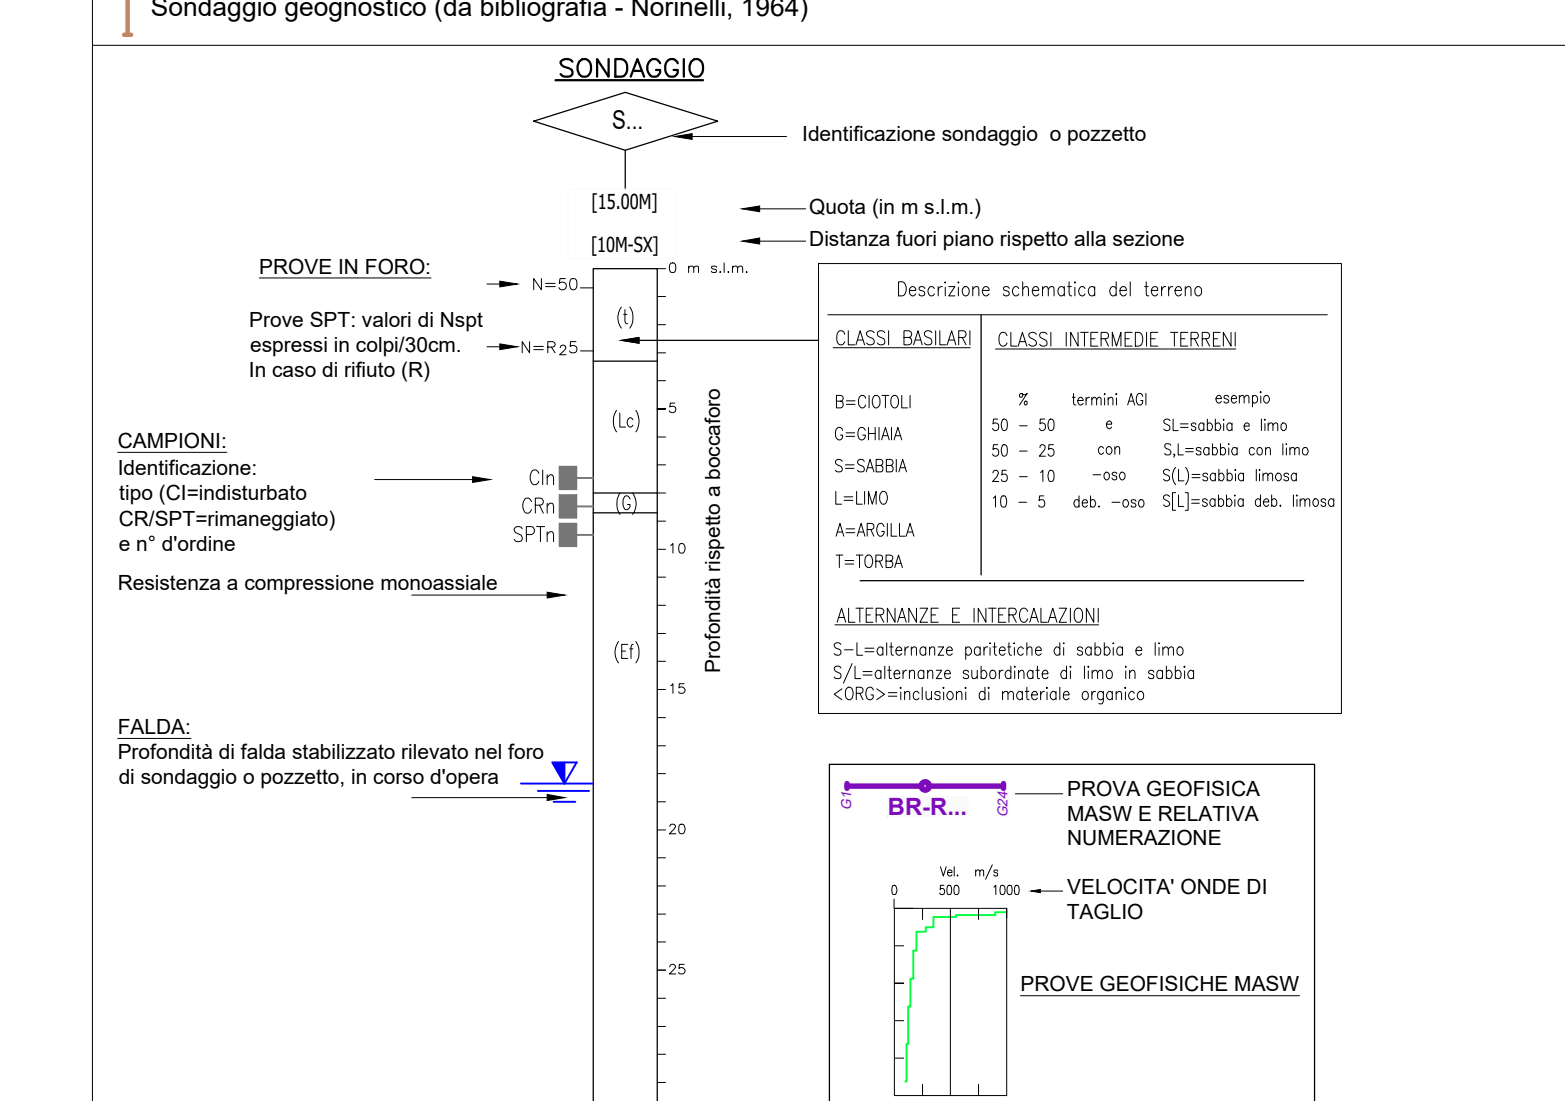 Sondaggio geognostico (da bibliografia - Norinelli, 1964)
SONDAGGIO
S...
Identificazione sondaggio o pozzetto
[15.00M]
Quota (in m s.l.m.)
[10M-SX]
Distanza fuori piano rispetto alla sezione
PROVE IN FORO:
0 m s.l.m.
N=50
Prove SPT: valori di Nspt
espressi in colpi/30cm.
In caso di rifiuto (R)
N=R25
(t)
(Lc)
(G)
(Ef)
5
10
15
20
25
Profondità rispetto a boccaforo
CAMPIONI:
Identificazione:
tipo (CI=indisturbato
CR/SPT=rimaneggiato)
e n° d'ordine
CIn
CRn
SPTn
Resistenza a compressione monoassiale
FALDA:
Profondità di falda stabilizzato rilevato nel foro
di sondaggio o pozzetto, in corso d'opera
Descrizione schematica del terreno
CLASSI BASILARI
B=CIOTOLI
G=GHIAIA
S=SABBIA
L=LIMO
A=ARGILLA
T=TORBA
CLASSI INTERMEDIE TERRENI
% termini AGI esempio
50 - 50 e SL=sabbia e limo
50 - 25 con S,L=sabbia con limo
25 - 10 -oso S(L)=sabbia limosa
10 - 5 deb. -oso S[L]=sabbia deb. limosa
ALTERNANZE E INTERCALAZIONI
S-L=alternanze paritetiche di sabbia e limo
S/L=alternanze subordinate di limo in sabbia
<ORG>=inclusioni di materiale organico
G1
BR-R...
G24
PROVA GEOFISICA
MASW E RELATIVA
NUMERAZIONE
Vel. m/s
0 500 1000
VELOCITA' ONDE DI
TAGLIO
PROVE GEOFISICHE MASW